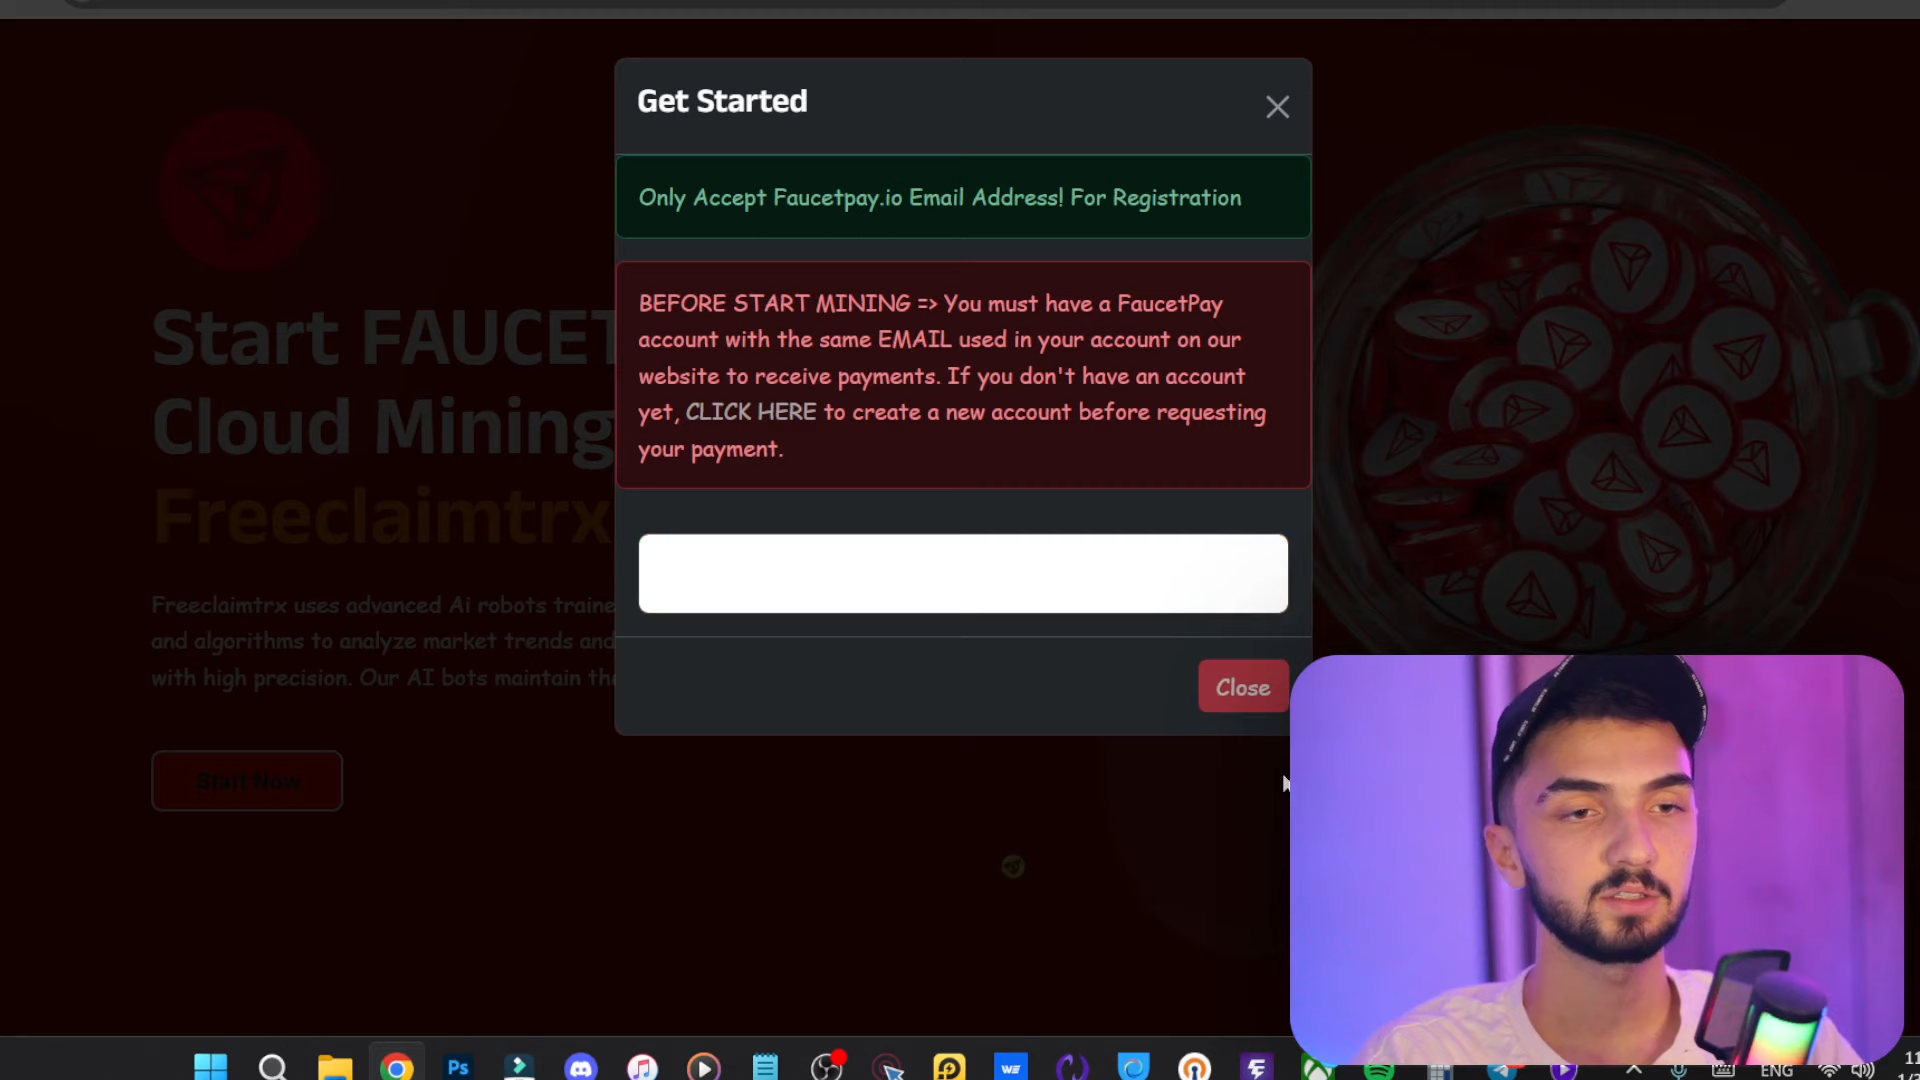 Get Started
Only Accept Faucetpay.io Email Address! For Registration
BEFORE START MINING => You must have a FaucetPay
account with the same EMAIL used in your account on our
website to receive payments. If you don't have an account
yet, CLICK HERE to create a new account before requesting
your payment.
Close
Start FAUCET
Cloud Mining
Freeclaimtrx
Freeclaimtrx uses advanced Ai robots traine
and algorithms to analyze market trends and
with high precision. Our AI bots maintain the
Start Now
Ps
WE
ENG
11